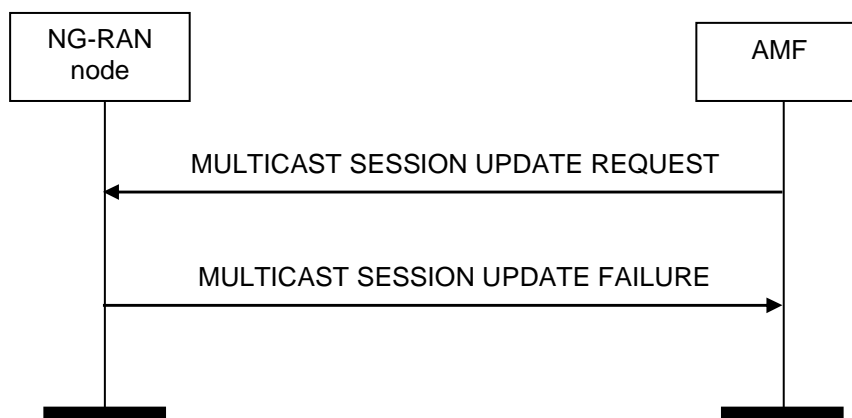 NG-RAN
node
AMF
MULTICAST SESSION UPDATE REQUEST
MULTICAST SESSION UPDATE FAILURE